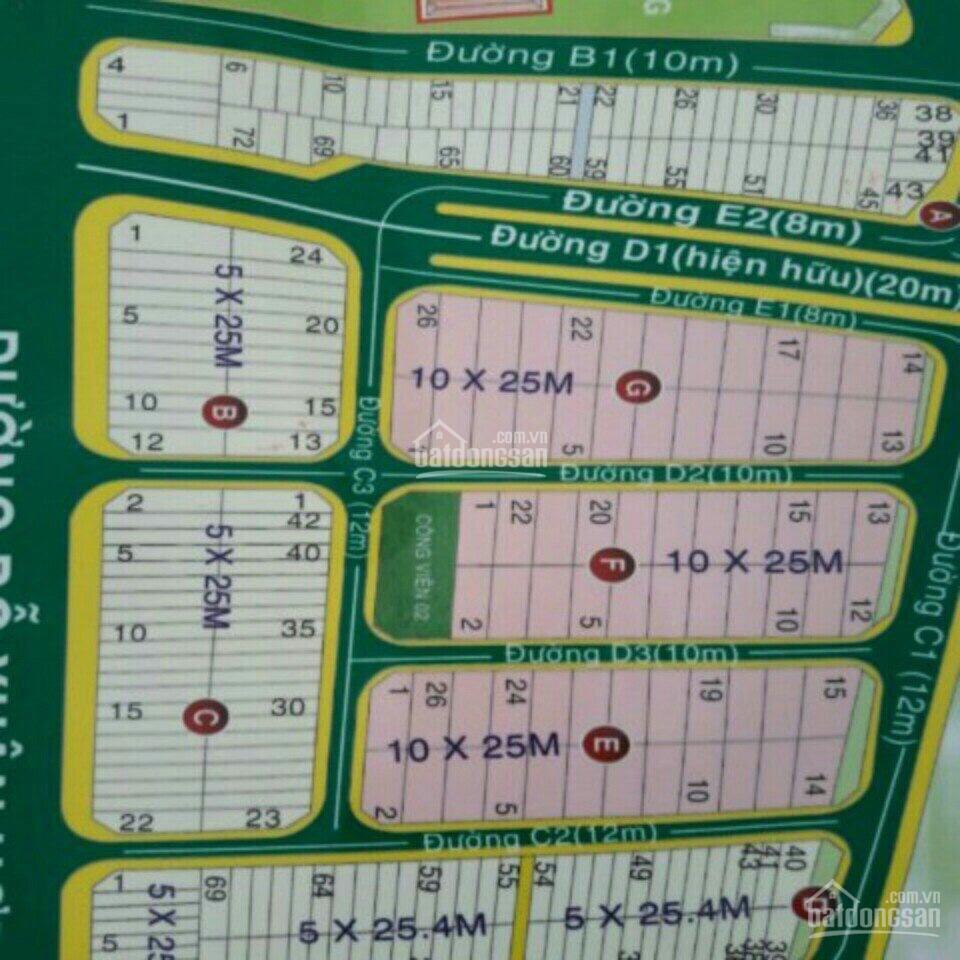 G
Đường B1(10m)
4 6 10 15 21 22 26 30 36 38
39
41
1 72 69 65 60 59 55 51 45 43
A
Đường E2(8m)
Đường D1(hiện hữu)(20m)
Đường E1(8m)
1 24
5 20
5 X 25M
10 B 15
12 13
Đường C3 (12m)
26 22 17 14
10 X 25M G
1 5 10 13
.com.vn
batdongsan
Đường D2(10m)
2 1
42
5 40
5 X 25M
10 35
15 C 30
22 23
CÔNG VIÊN 02
1 22 20 15 13
F 10 X 25M
2 5 10 12
Đường C1 (12m)
Đường D3(10m)
1 26 24 19 15
10 X 25M E
2 5 10 14
Đường C2(12m)
1 69 64 59 55 54 49 43 41 40
5 X 25
5
5 X 25.4M
5 X 25.4M
D
.com.vn
batdongsan